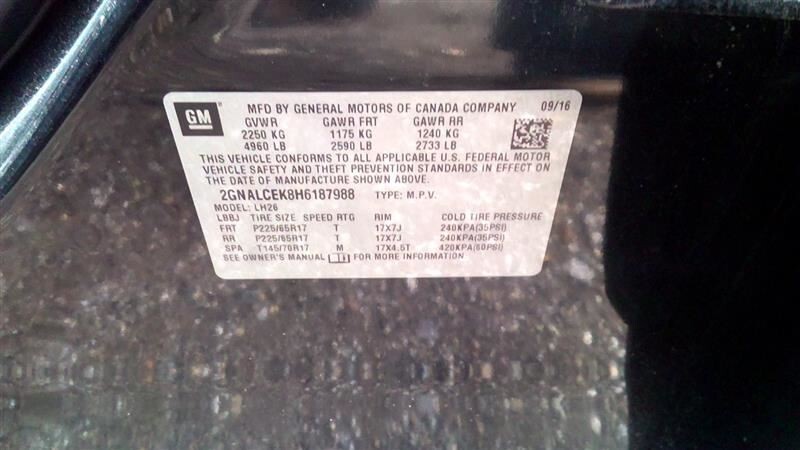 GM ® MFD BY GENERAL MOTORS OF CANADA COMPANY 09/16
GVWR GAWR FRT GAWR RR
2250 KG 1175 KG 1240 KG
4960 LB 2590 LB 2733 LB
THIS VEHICLE CONFORMS TO ALL APPLICABLE U.S. FEDERAL MOTOR
VEHICLE SAFETY AND THEFT PREVENTION STANDARDS IN EFFECT ON
THE DATE OF MANUFACTURE SHOWN ABOVE.
2GNALCEK8H6187988 TYPE: M.P.V.
MODEL: LH26
LBBJ TIRE SIZE SPEED RTG RIM COLD TIRE PRESSURE
FRT P225/65R17 T 17X7J 240KPA(35PSI)
RR P225/65R17 T 17X7J 240KPA(35PSI)
SPA T145/70R17 M 17X4.5T 420KPA(60PSI)
SEE OWNER'S MANUAL FOR MORE INFORMATION